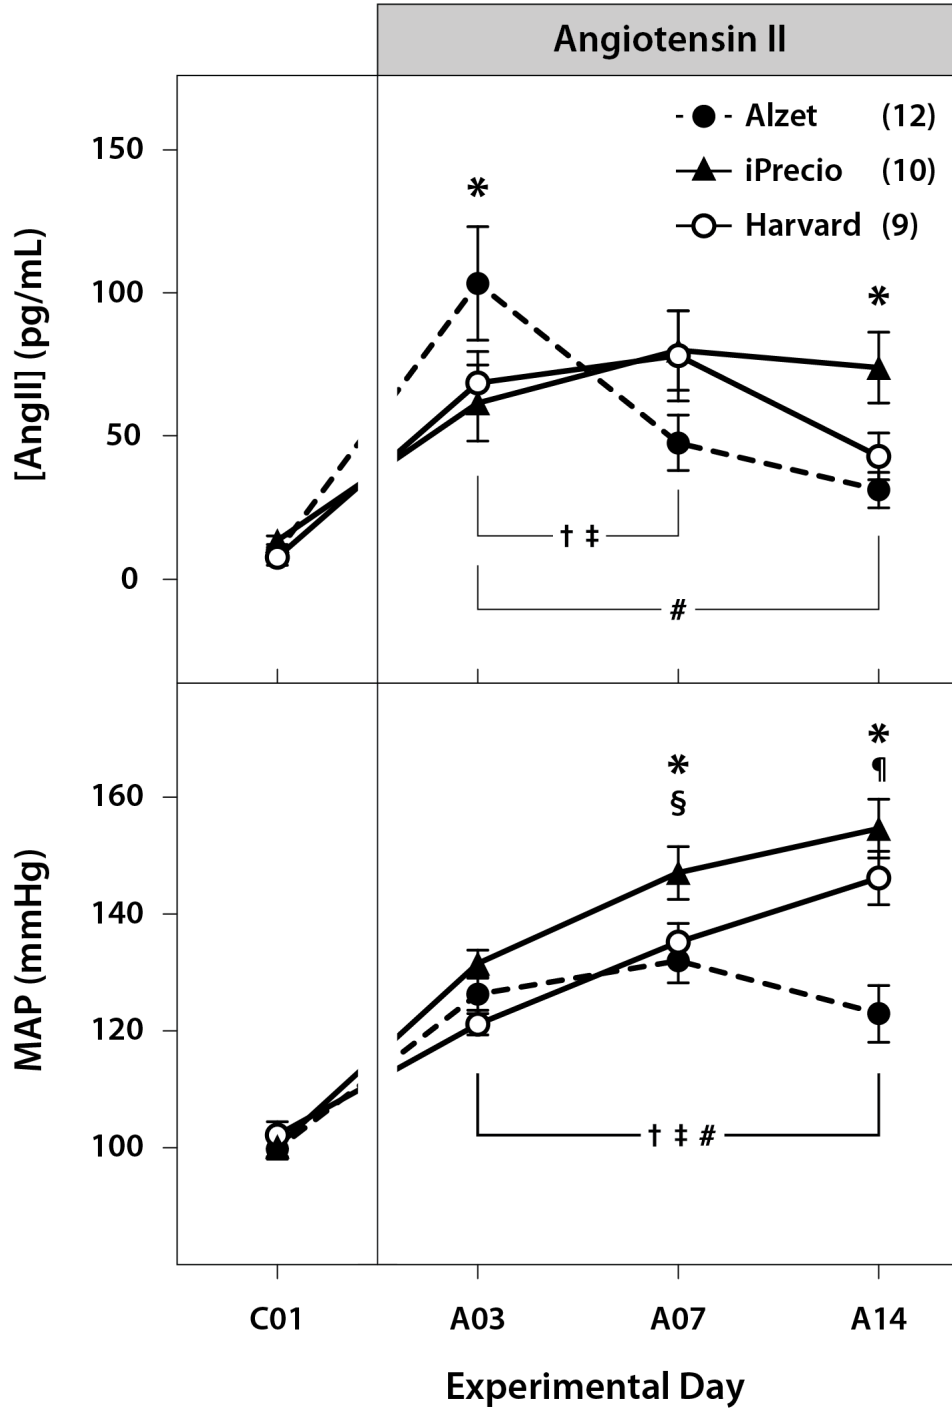 Angiotensin II
Alzet (12)
iPrecio (10)
Harvard (9)
[AngII] (pg/mL)
150
100
50
0
*
*
† ‡
#
MAP (mmHg)
160
140
120
100
*
§
*
¶
† ‡ #
C01 A03 A07 A14
Experimental Day